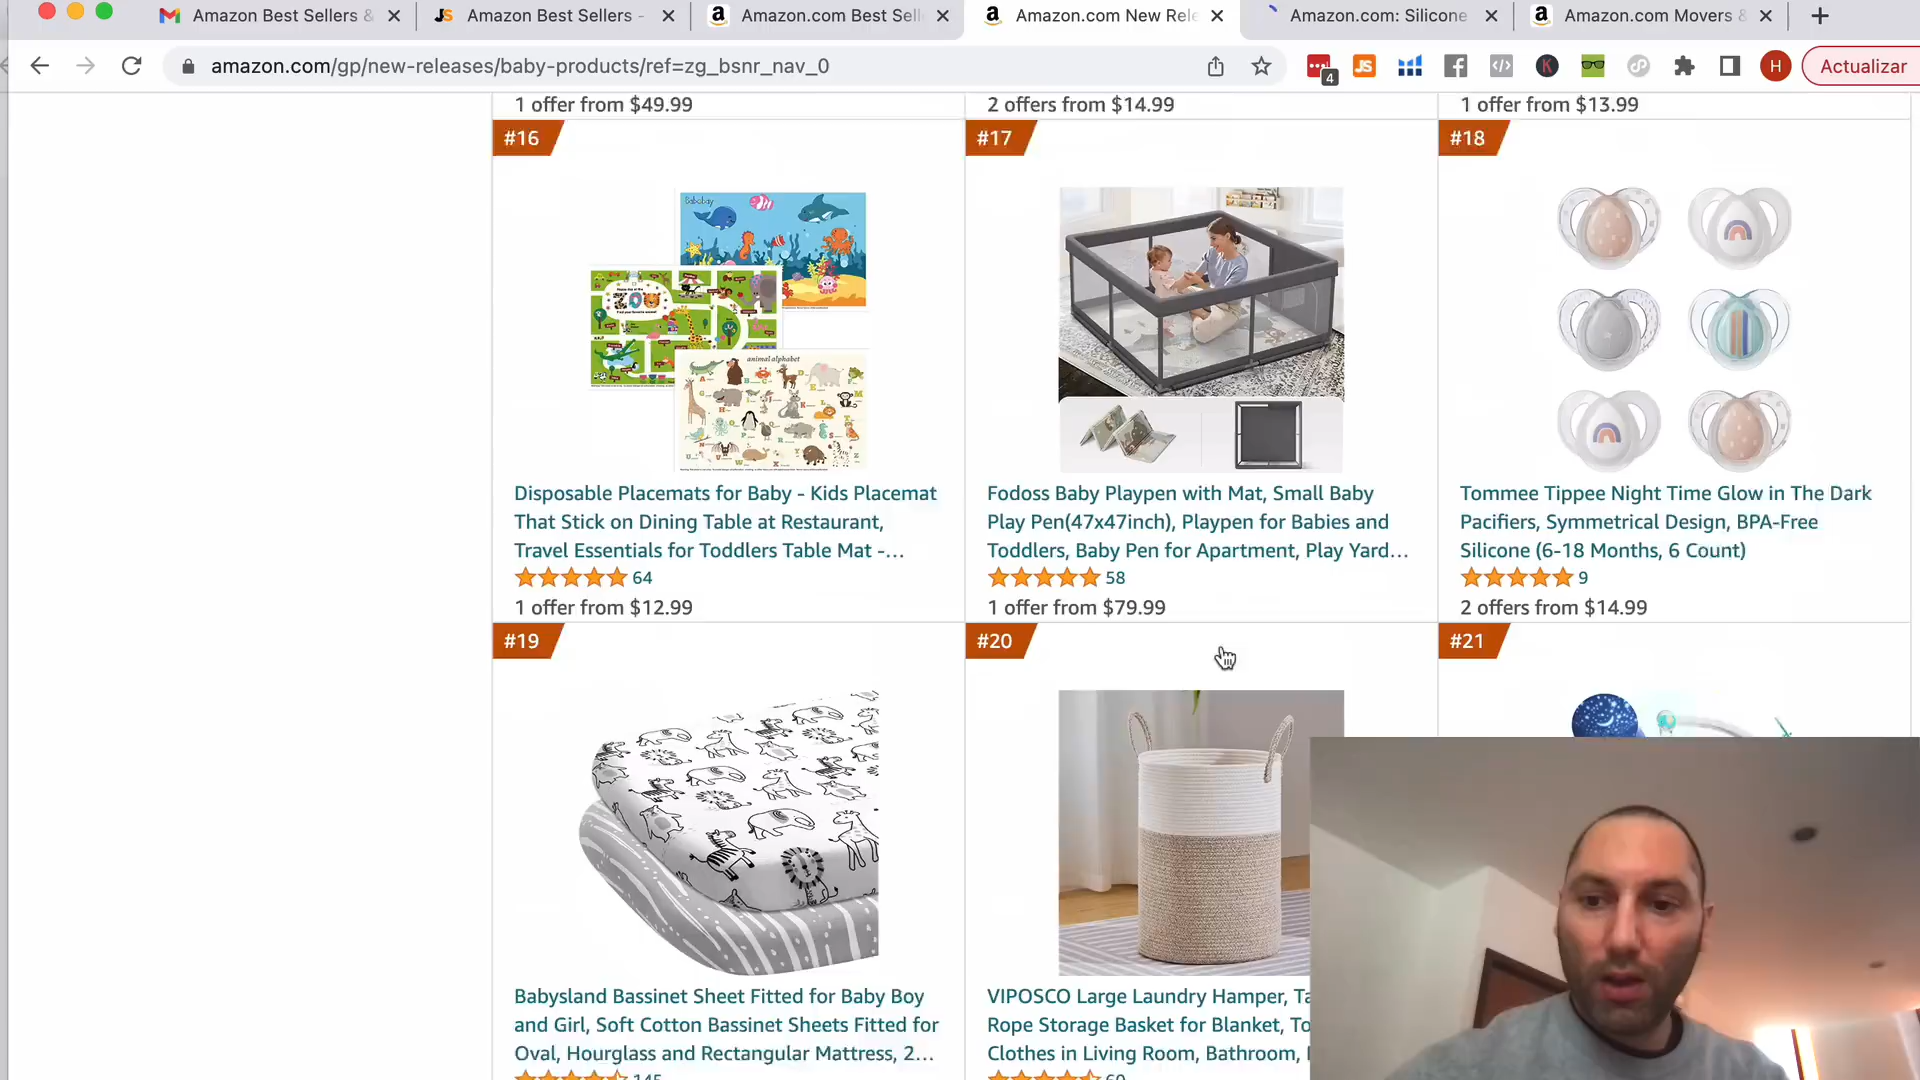 Amazon Best Sellers &
Amazon Best Sellers -
Amazon.com Best Sell
Amazon.com New Rele
Amazon.com: Silicone
Amazon.com Movers &
amazon.com/gp/new-releases/baby-products/ref=zg_bsnr_nav_0
4
JS
K
H
Actualizar
1 offer from $49.99
2 offers from $14.99
1 offer from $13.99
#16
#17
#18
Bababay
ZOO
animal alphabet
Disposable Placemats for Baby - Kids Placemat
That Stick on Dining Table at Restaurant,
Travel Essentials for Toddlers Table Mat -...
64
1 offer from $12.99
Fodoss Baby Playpen with Mat, Small Baby
Play Pen(47x47inch), Playpen for Babies and
Toddlers, Baby Pen for Apartment, Play Yard...
58
1 offer from $79.99
Tommee Tippee Night Time Glow in The Dark
Pacifiers, Symmetrical Design, BPA-Free
Silicone (6-18 Months, 6 Count)
9
2 offers from $14.99
#19
#20
#21
Babysland Bassinet Sheet Fitted for Baby Boy
and Girl, Soft Cotton Bassinet Sheets Fitted for
Oval, Hourglass and Rectangular Mattress, 2...
145
VIPOSCO Large Laundry Hamper, Ta
Rope Storage Basket for Blanket, To
Clothes in Living Room, Bathroom,
60